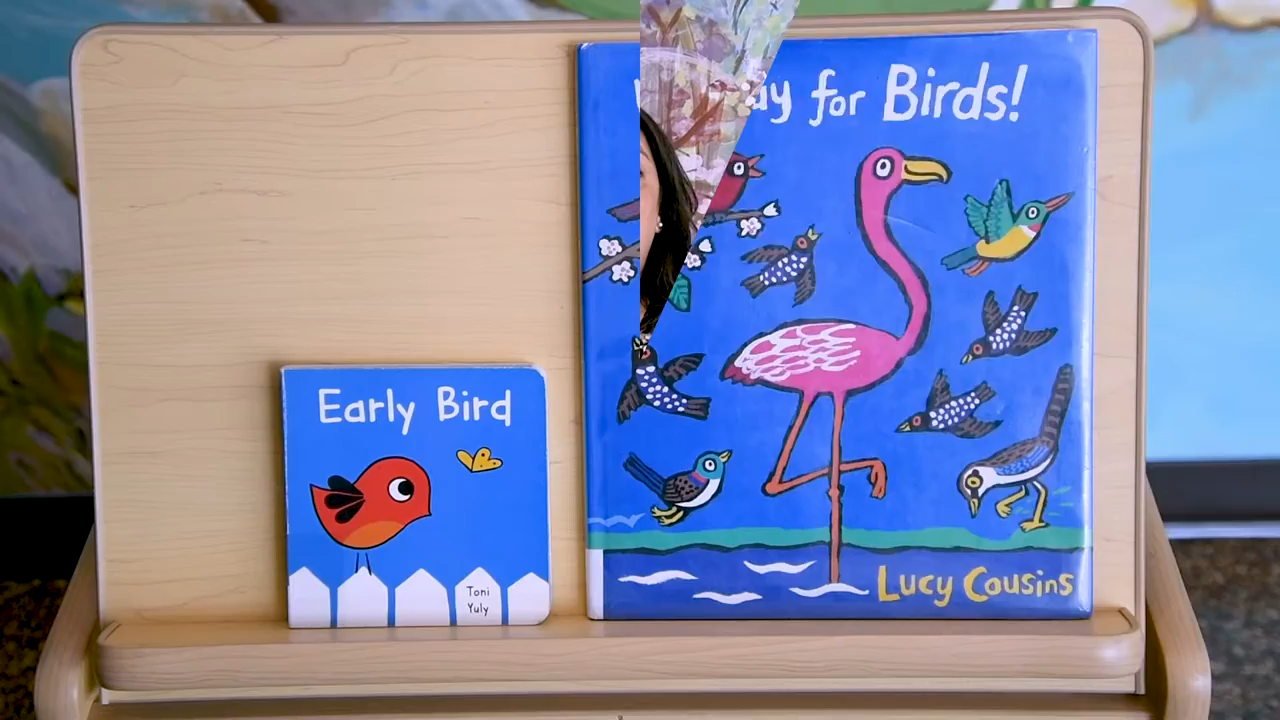 ay for Birds!
Early Bird
Toni
Yuly
Lucy Cousins